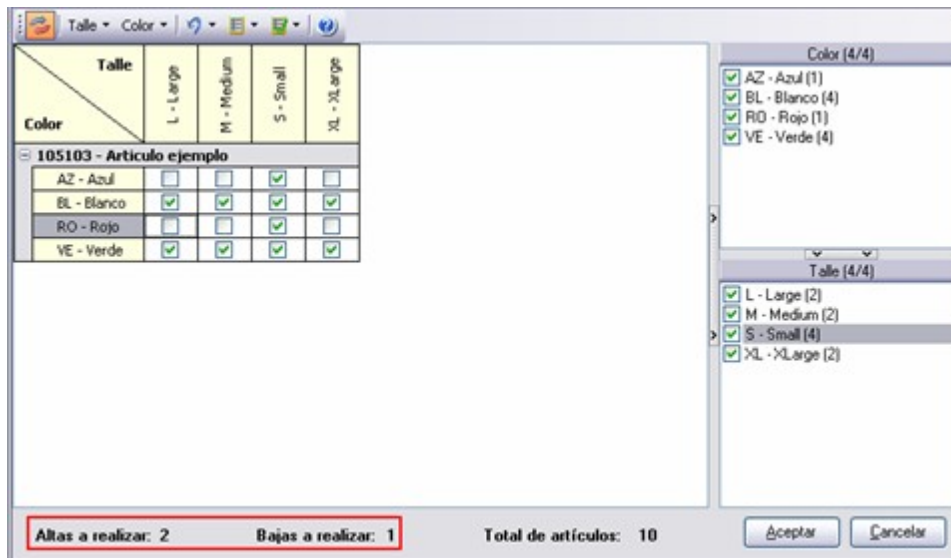 Talle Color
Talle
Color
L - Large
M - Medium
S - Small
XL - XLarge
105103 - Articulo ejemplo
AZ - Azul
BL - Blanco
RO - Rojo
VE - Verde
Color (4/4)
AZ - Azul (1)
BL - Blanco (4)
RO - Rojo (1)
VE - Verde (4)
Talle (4/4)
L - Large (2)
M - Medium (2)
S - Small (4)
XL - XLarge (2)
Altas a realizar: 2 Bajas a realizar: 1 Total de artículos: 10 Aceptar Cancelar